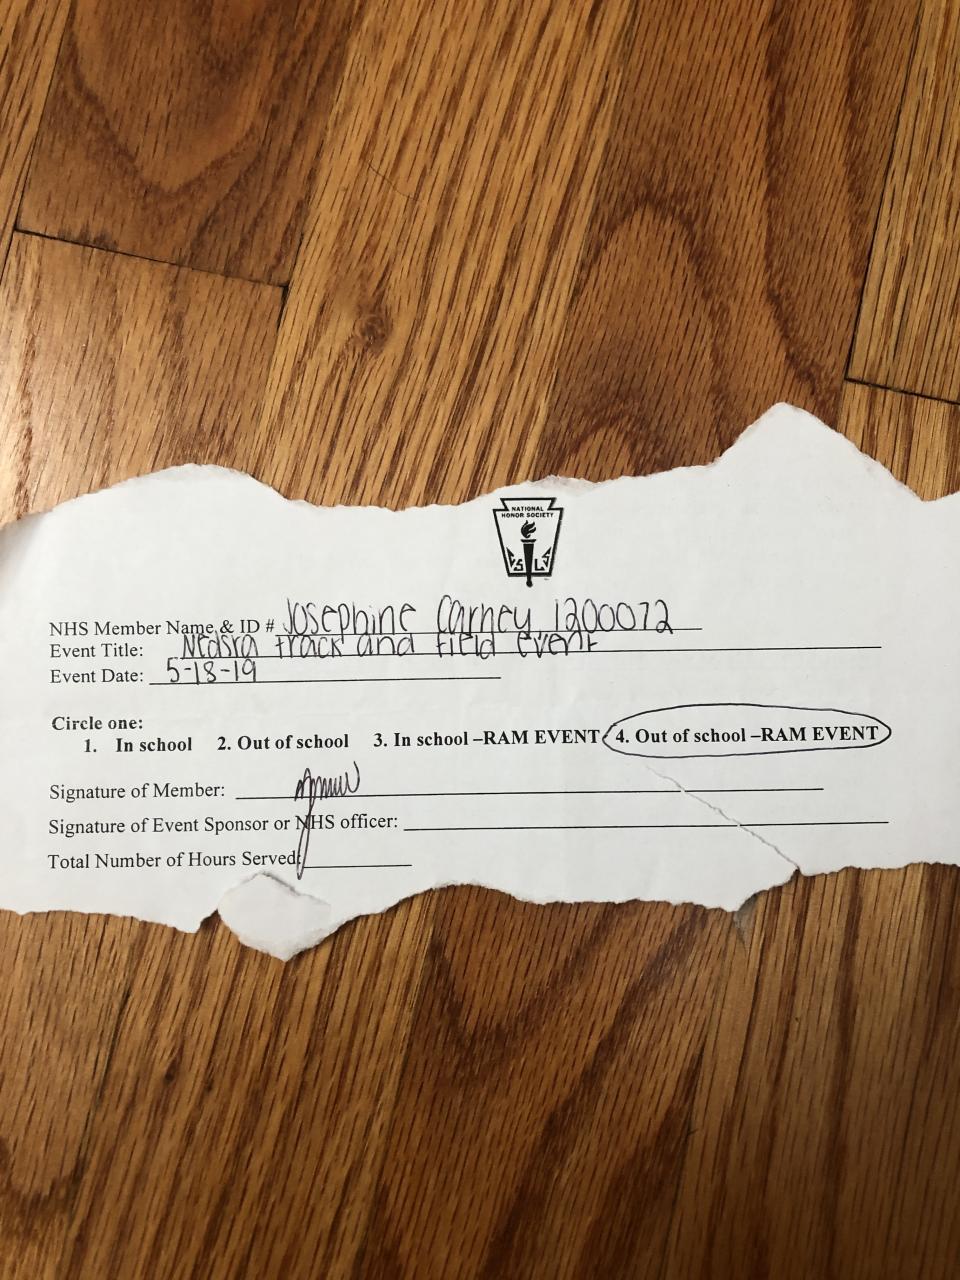 NATIONAL
HONOR SOCIETY
S L S
NHS Member Name & ID # Josephine Carney 1200072
Event Title: Nedsra track and field event
Event Date: 5-18-19
Circle one:
1. In school 2. Out of school 3. In school –RAM EVENT 4. Out of school –RAM EVENT
Signature of Member:
Signature of Event Sponsor or NHS officer:
Total Number of Hours Served: